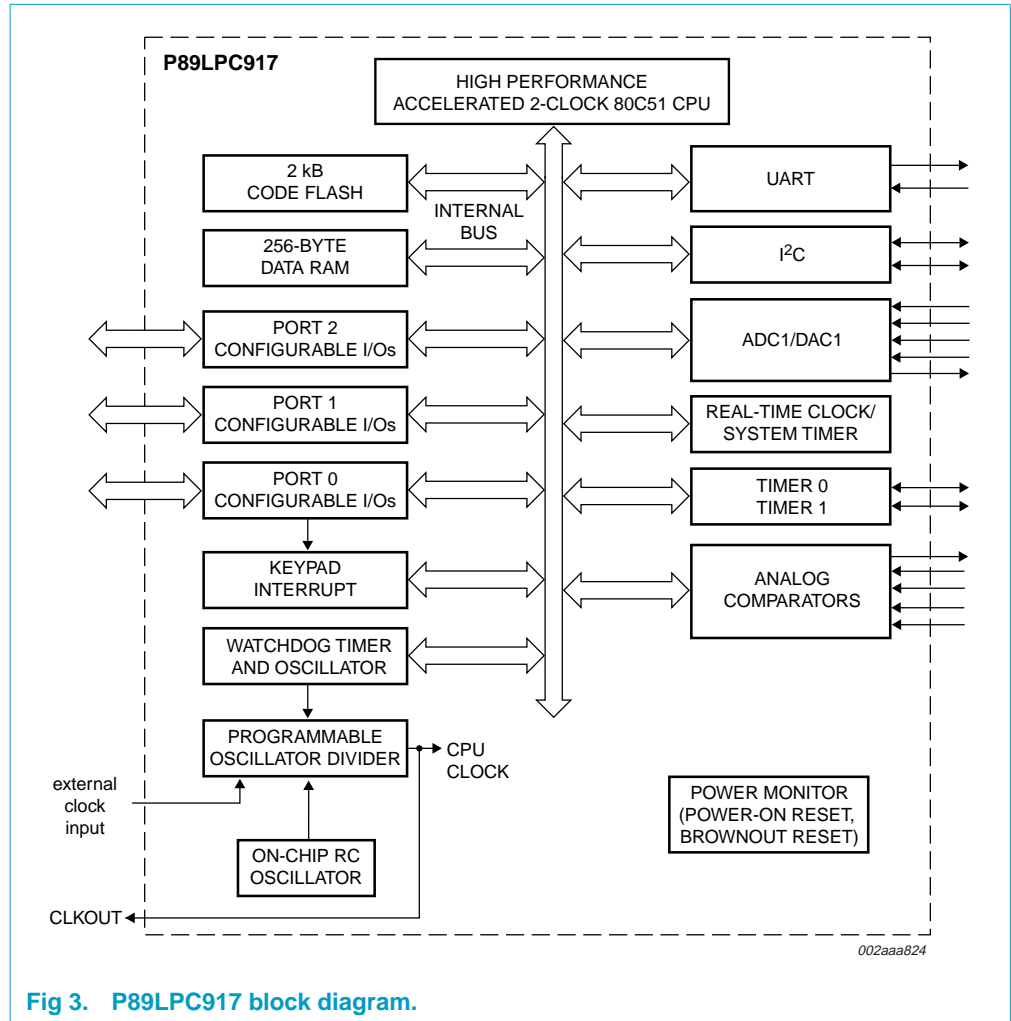 P89LPC917
HIGH PERFORMANCE
ACCELERATED 2-CLOCK 80C51 CPU
2 kB
CODE FLASH
INTERNAL
BUS
256-BYTE
DATA RAM
PORT 2
CONFIGURABLE I/Os
PORT 1
CONFIGURABLE I/Os
PORT 0
CONFIGURABLE I/Os
KEYPAD
INTERRUPT
WATCHDOG TIMER
AND OSCILLATOR
PROGRAMMABLE
OSCILLATOR DIVIDER
CPU
CLOCK
external
clock
input
ON-CHIP RC
OSCILLATOR
CLKOUT
UART
I²C
ADC1/DAC1
REAL-TIME CLOCK/
SYSTEM TIMER
TIMER 0
TIMER 1
ANALOG
COMPARATORS
POWER MONITOR
(POWER-ON RESET,
BROWNOUT RESET)
002aaa824
Fig 3. P89LPC917 block diagram.